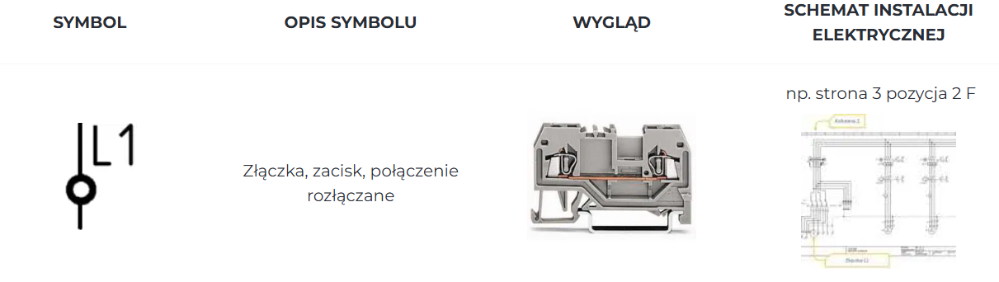 SYMBOL
OPIS SYMBOLU
WYGLĄD
SCHEMAT INSTALACJI
ELEKTRYCZNEJ
L1
Złączka, zacisk, połączenie
rozłączane
np. strona 3 pozycja 2 F